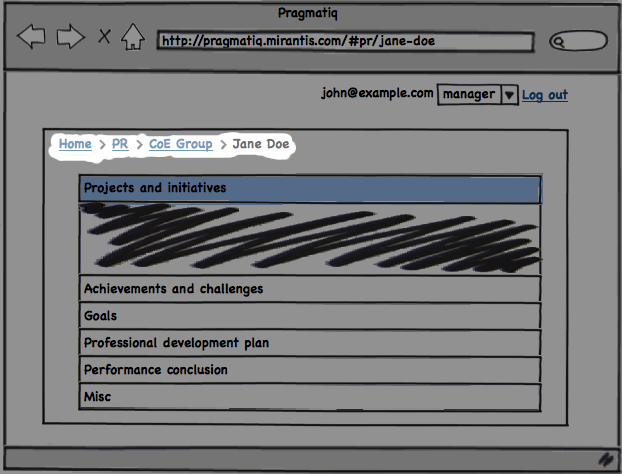 Pragmatiq
http://pragmatiq.mirantis.com/#pr/jane-doe
john@example.com manager Log out
Home > PR > CoE Group > Jane Doe
Projects and initiatives
Achievements and challenges
Goals
Professional development plan
Performance conclusion
Misc